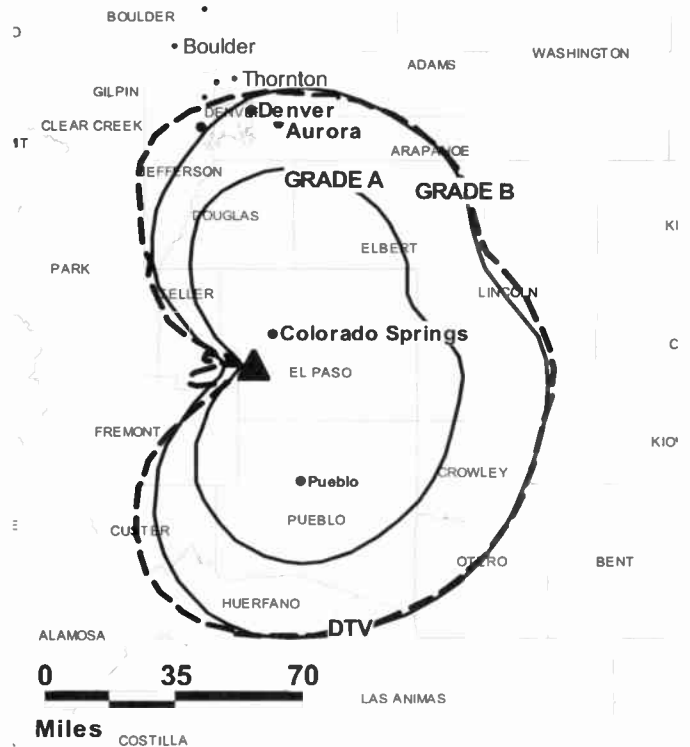 BOULDER
Boulder
WASHINGTON
ADAMS
Thornton
GILPIN
Denver
CLEAR CREEK
Aurora
ARAPAHOE
JEFFERSON
GRADE A
GRADE B
DOUGLAS
ELBERT
PARK
TELLER
LINCOLN
Colorado Springs
EL PASO
FREMONT
CROWLEY
Pueblo
PUEBLO
CUSTER
OTERO
BENT
HUERFANO
DTV
ALAMOSA
0 35 70
LAS ANIMAS
Miles
COSTILLA